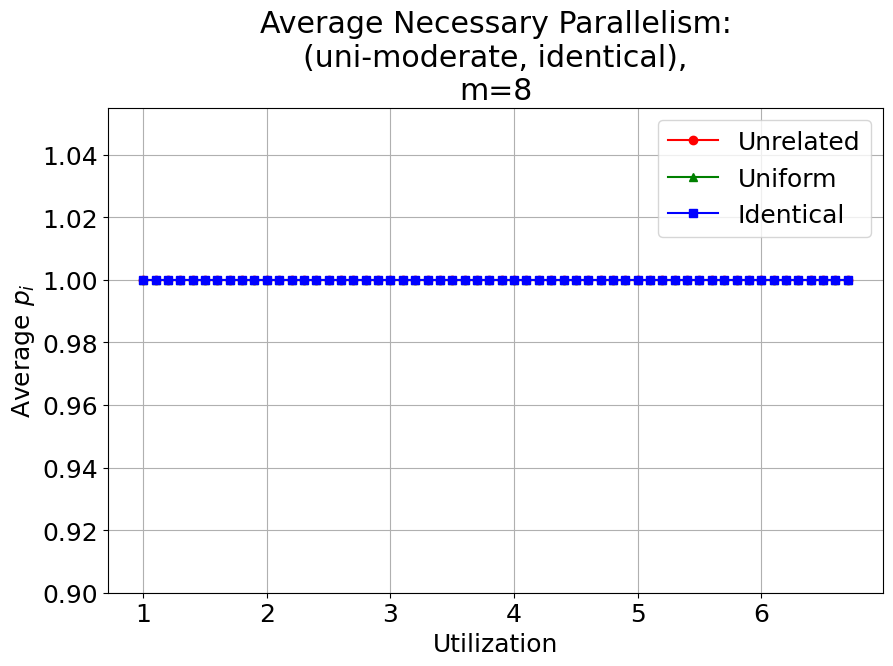 Average Necessary Parallelism:
(uni-moderate, identical),
m=8
Unrelated
Uniform
Identical
1.04
1.02
1.00
0.98
0.96
0.94
0.92
0.90
Average $p_i$
1 2 3 4 5 6
Utilization